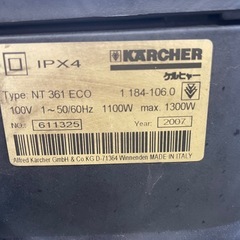 IPX4
KÄRCHER
ケルヒャー
Type: NT 361 ECO 1 184-106.0
100V 1~50/60Hz 1100W max. 1300W
NO.: 611325 Year: 2007
Alfred Kärcher GmbH & Co KG D-71364 Winnenden MADE IN ITALY